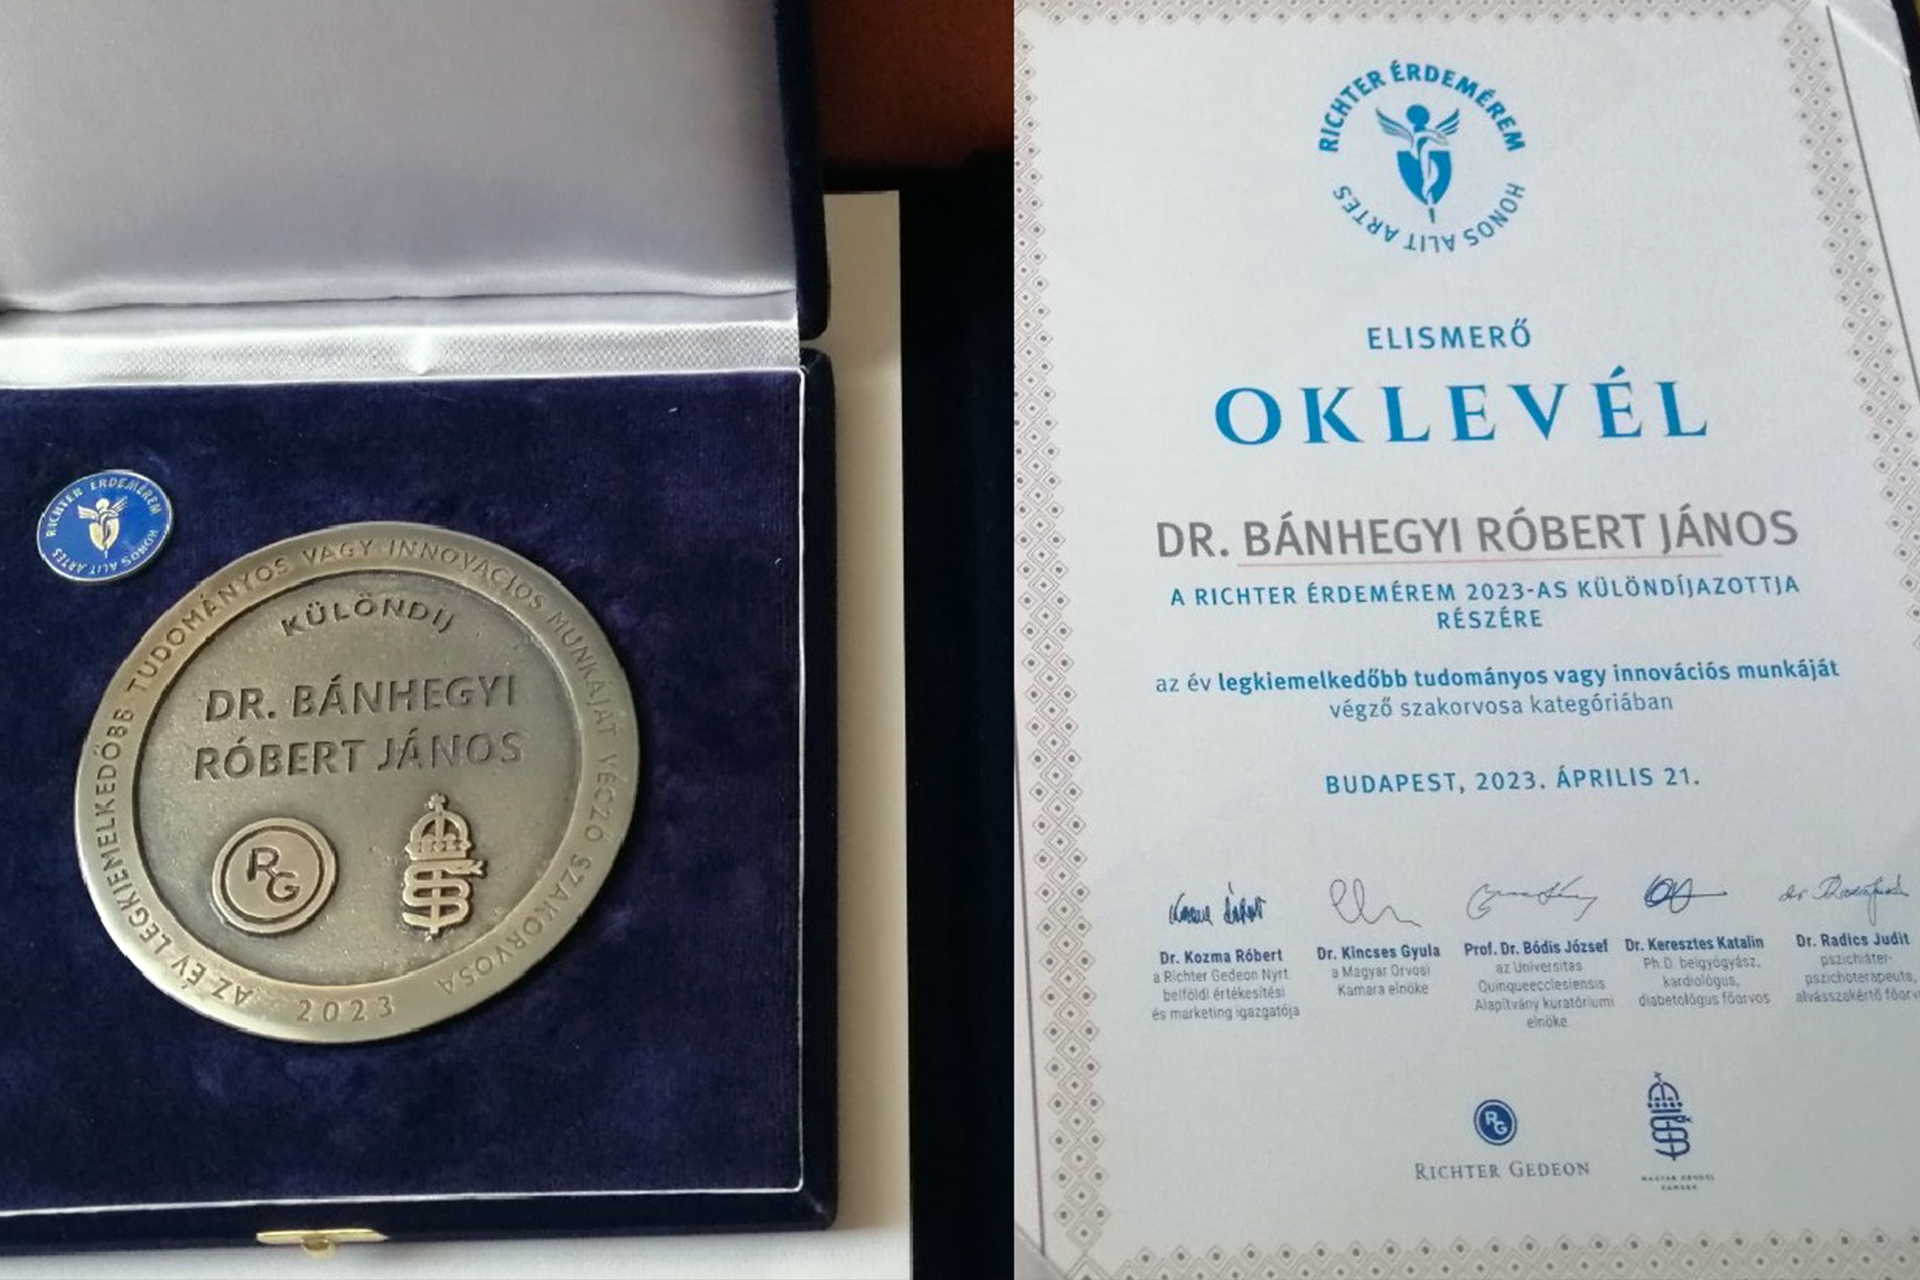 RICHTER ÉRDEMÉREM
HONOS ALIT ARTES
AZ ÉV LEGKIEMELKEDŐBB TUDOMÁNYOS VAGY INNOVÁCIÓS MUNKÁJÁT VÉGZŐ SZAKORVOSA
KÜLÖNDÍJ
DR. BÁNHEGYI
RÓBERT JÁNOS
RG
2023
RICHTER ÉRDEMÉREM
HONOS ALIT ARTES
ELISMERŐ
OKLEVÉL
DR. BÁNHEGYI RÓBERT JÁNOS
A RICHTER ÉRDEMÉREM 2023-AS KÜLÖNDÍJAZOTTJA
RÉSZÉRE
az év legkiemelkedőbb tudományos vagy innovációs munkáját
végző szakorvosa kategóriában
BUDAPEST, 2023. ÁPRILIS 21.
Dr. Kozma Róbert
a Richter Gedeon Nyrt.
belföldi értékesítési
és marketing igazgatója
Dr. Kincses Gyula
a Magyar Orvosi
Kamara elnöke
Prof. Dr. Bódis József
az Universitas
Quinqueecclesiensis
Alapítvány kuratóriumi
elnöke
Dr. Keresztes Katalin
Ph.D. belgyógyász,
kardiológus,
diabetológus főorvos
Dr. Radics Judit
pszichiáter-
pszichoterapeuta,
alvásszakértő főorv
RG
RICHTER GEDEON
MAGYAR ORVOSI
KAMARA